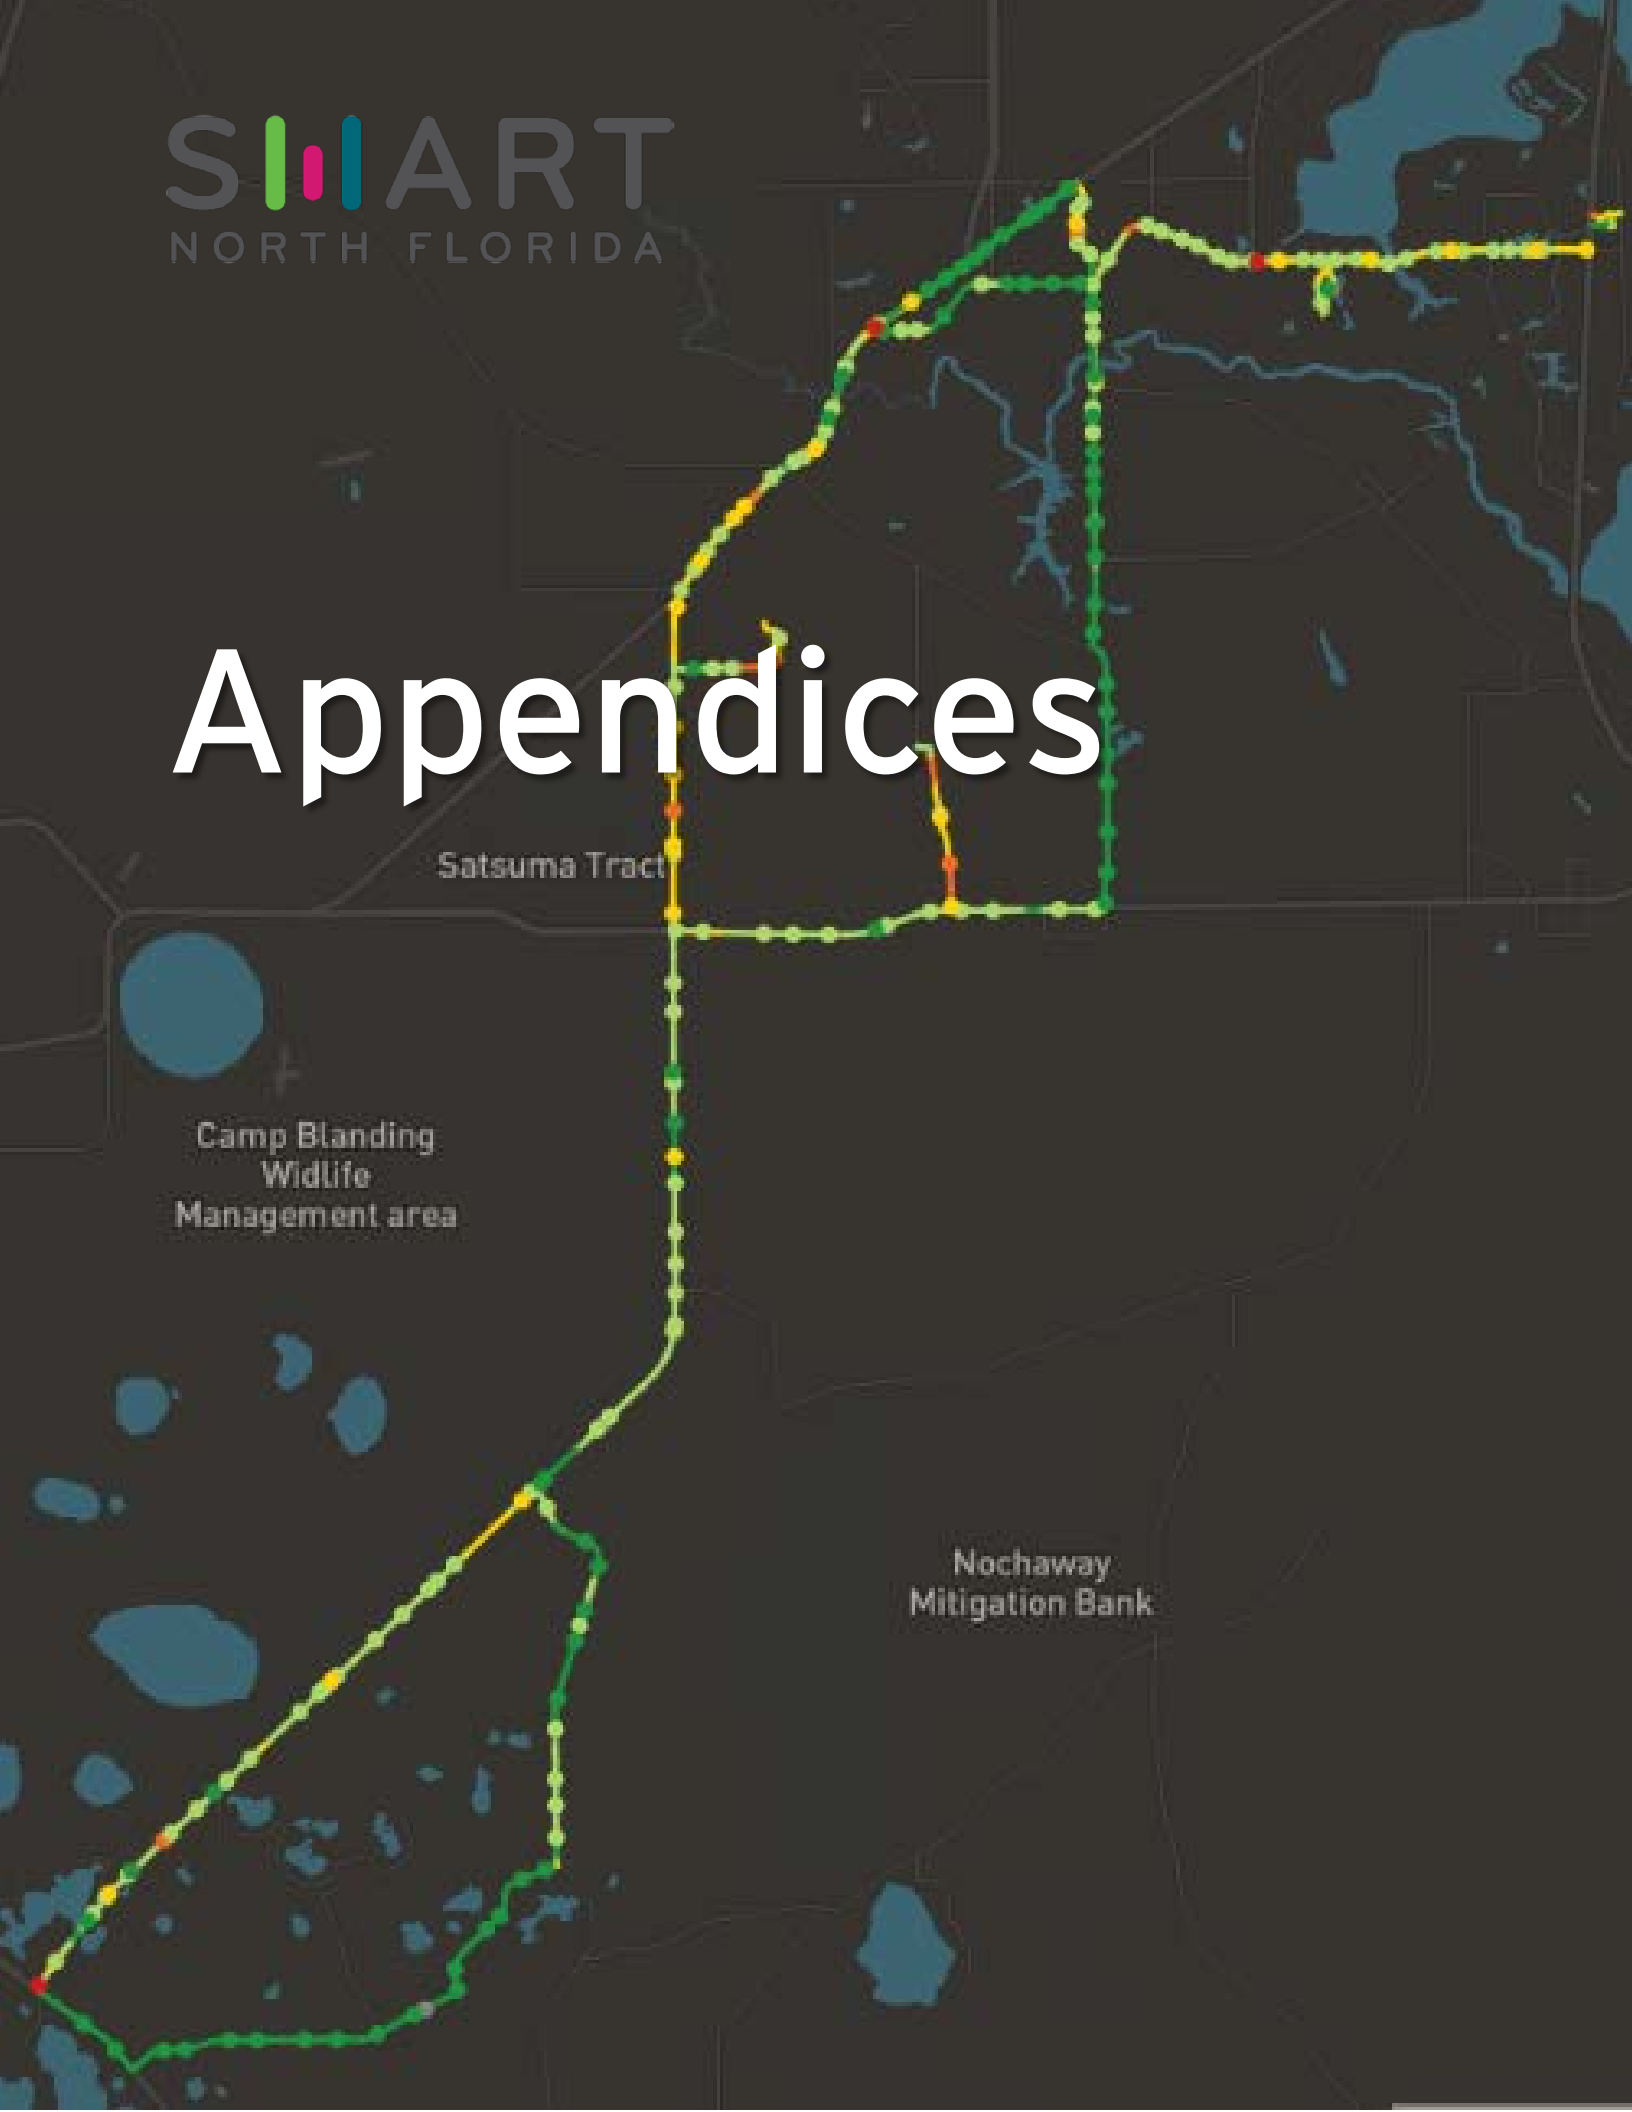 SMART
NORTH FLORIDA
Appendices
Satsuma Tract
Camp Blanding
Widlife
Management area
Nochaway
Mitigation Bank